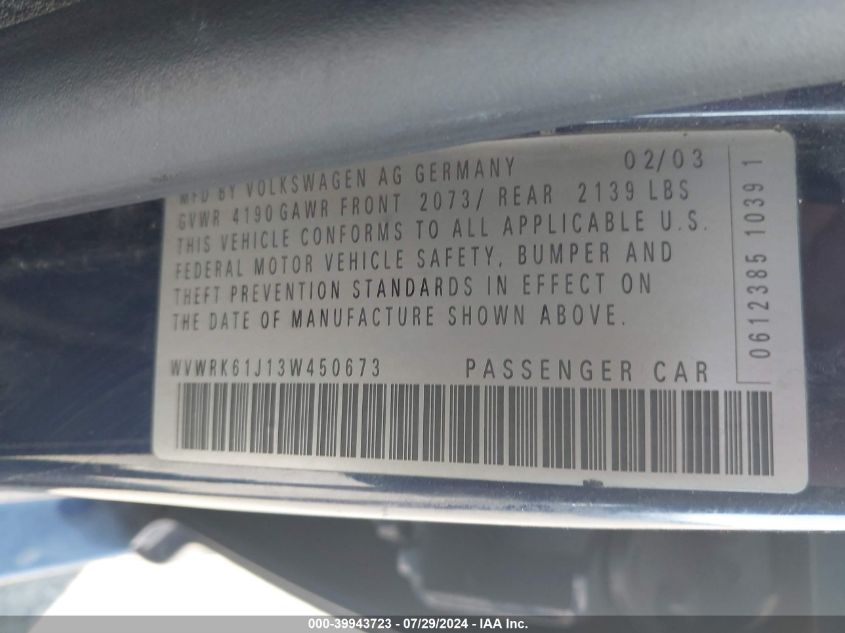 02/03
MFD BY VOLKSWAGEN AG GERMANY
GVWR 4190 GAWR FRONT 2073/ REAR 2139 LBS
THIS VEHICLE CONFORMS TO ALL APPLICABLE U.S.
FEDERAL MOTOR VEHICLE SAFETY, BUMPER AND
THEFT PREVENTION STANDARDS IN EFFECT ON
THE DATE OF MANUFACTURE SHOWN ABOVE.
WVWRK61J13W450673 PASSENGER CAR
0612385 1039 1
000-39943723 - 07/29/2024 - IAAI Inc.